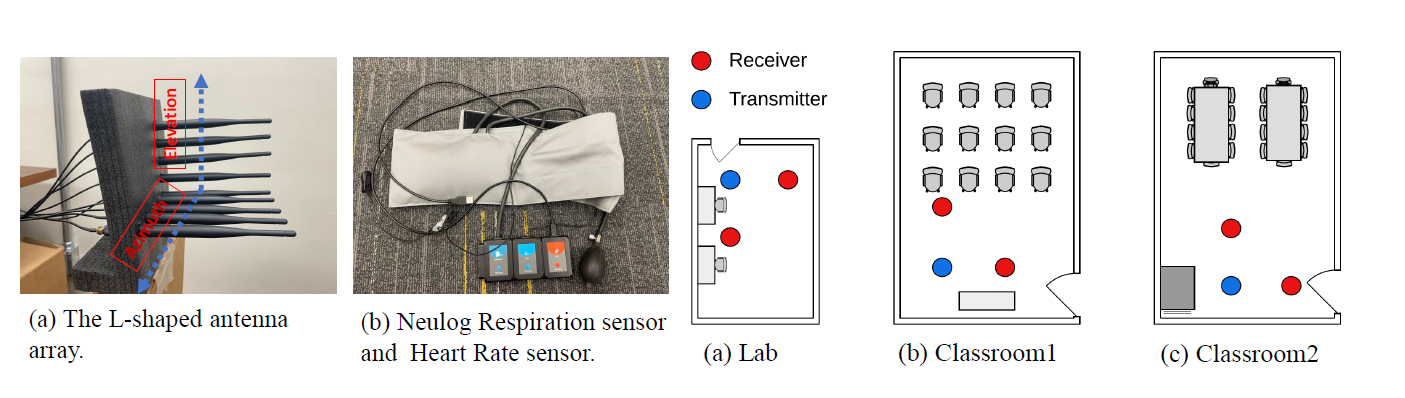 Elevation
Azimuth
(a) The L-shaped antenna
array.
(b) Neulog Respiration sensor
and Heart Rate sensor.
Receiver
Transmitter
(a) Lab
(b) Classroom1
(c) Classroom2